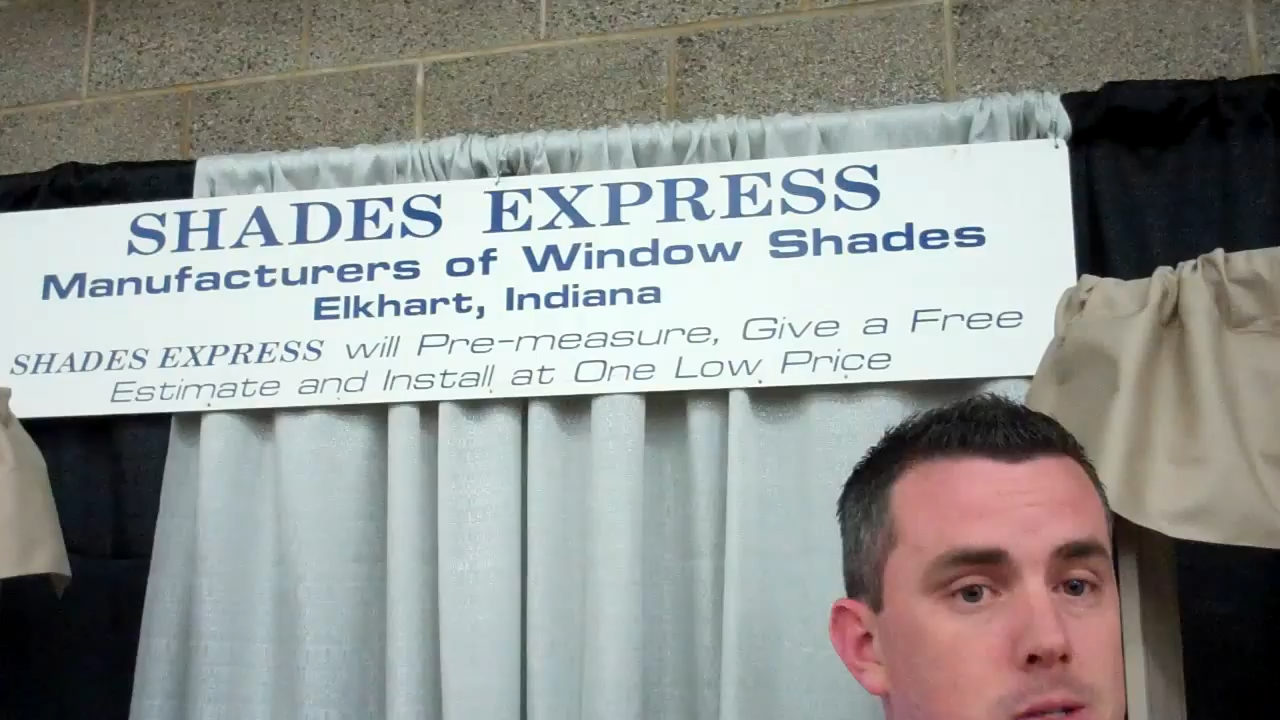 SHADES EXPRESS
Manufacturers of Window Shades
Elkhart, Indiana
SHADES EXPRESS will Pre-measure, Give a Free
Estimate and Install at One Low Price